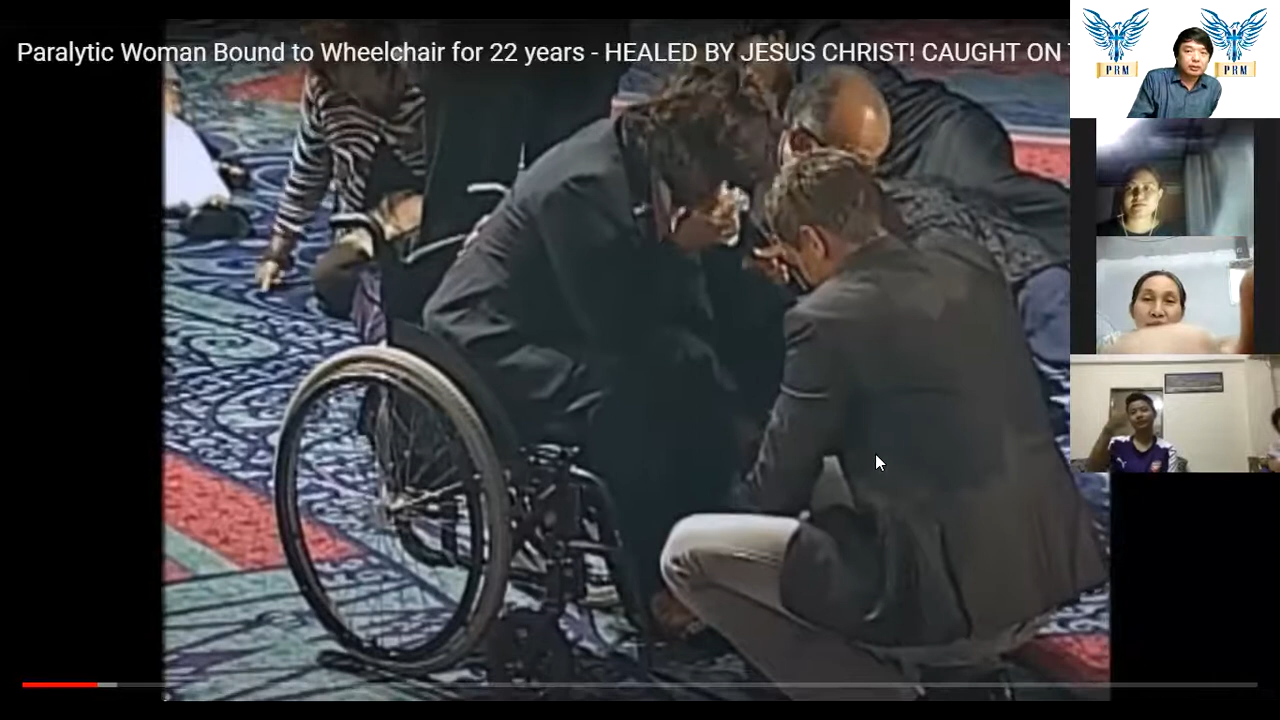 Paralytic Woman Bound to Wheelchair for 22 years - HEALED BY JESUS CHRIST! CAUGHT ON
PRM PRM